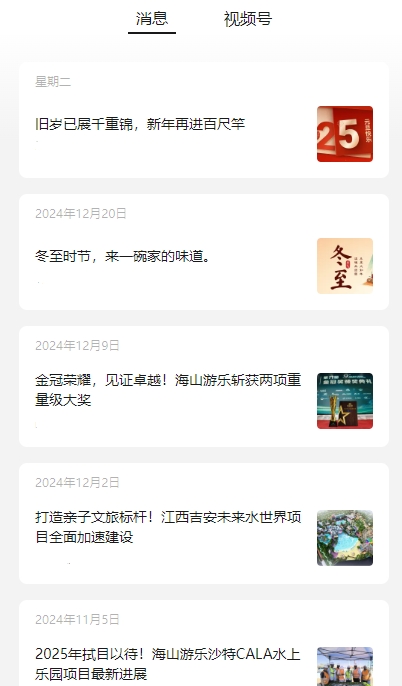 消息
视频号
星期二
旧岁已展千重锦，新年再进百尺竿
25
元旦快乐
2024年12月20日
冬至时节，来一碗家的味道。
冬至
2024年12月9日
金冠荣耀，见证卓越！海山游乐斩获两项重
量级大奖
2024年12月2日
打造亲子文旅标杆！江西吉安未来水世界项
目全面加速建设
2024年11月5日
2025年拭目以待！海山游乐沙特CALA水上
乐园项目最新进展